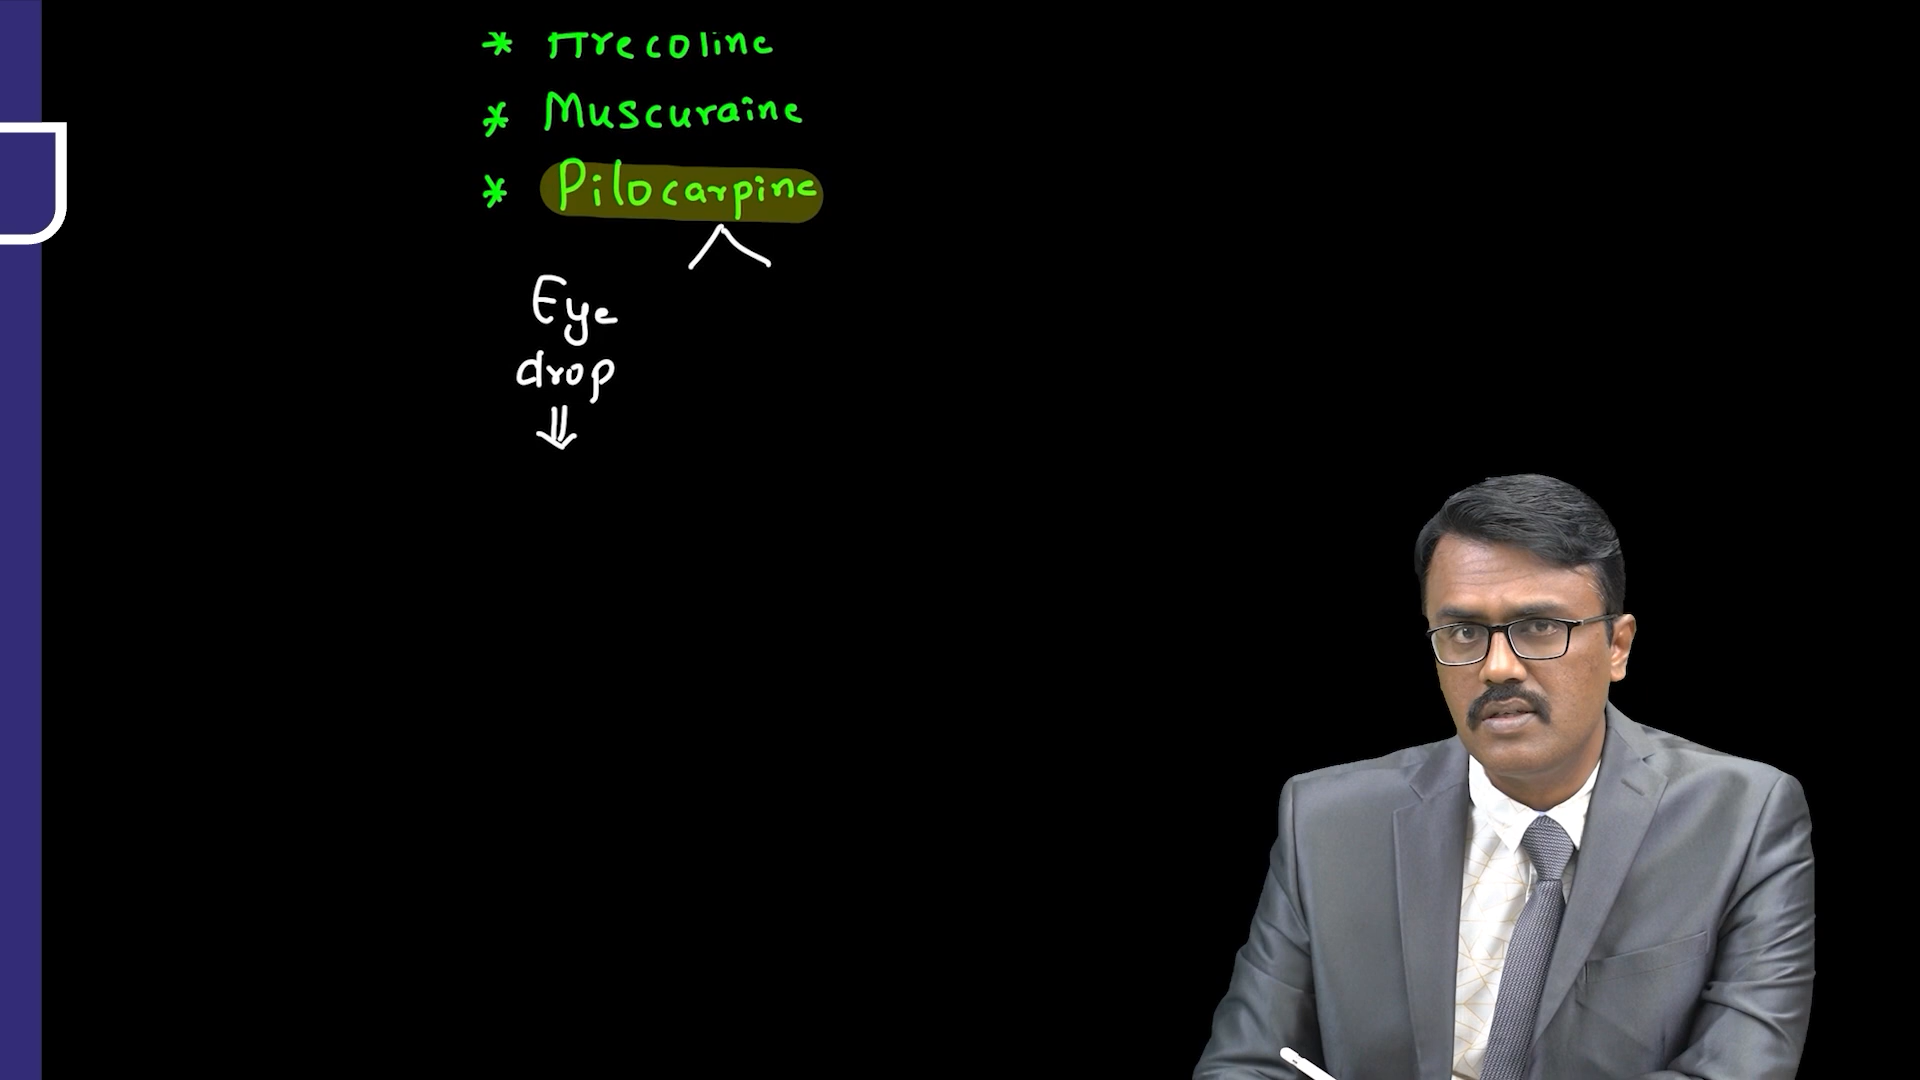 * Arecoline
* Muscuraine
* Pilocarpine
Eye
drop